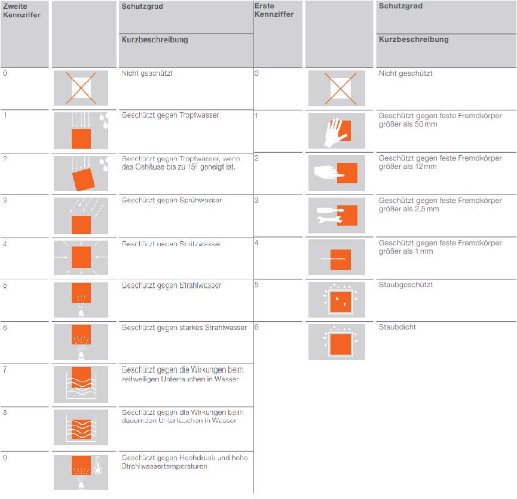 Zweite
Kennziffer
Schutzgrad
Kurzbeschreibung
0
Nicht geschützt
1
Geschützt gegen Tropfwasser
2
Geschützt gegen Tropfwasser, wenn
das Gehäuse bis zu 15° geneigt ist.
3
Geschützt gegen Sprühwasser
4
Geschützt gegen Spritzwasser
5
Geschützt gegen Strahlwasser
6
Geschützt gegen starkes Strahlwasser
7
Geschützt gegen die Wirkungen beim
zeitweiligen Untertauchen in Wasser
8
Geschützt gegen die Wirkungen beim
dauernden Untertauchen in Wasser
9
Geschützt gegen Hochdruck und hohe
Strahlwassertemperaturen
Erste
Kennziffer
Schutzgrad
Kurzbeschreibung
0
Nicht geschützt
1
Geschützt gegen feste Fremdkörper
größer als 50 mm
2
Geschützt gegen feste Fremdkörper
größer als 12 mm
3
Geschützt gegen feste Fremdkörper
größer als 2,5 mm
4
Geschützt gegen feste Fremdkörper
größer als 1 mm
5
Staubgeschützt
6
Staubdicht